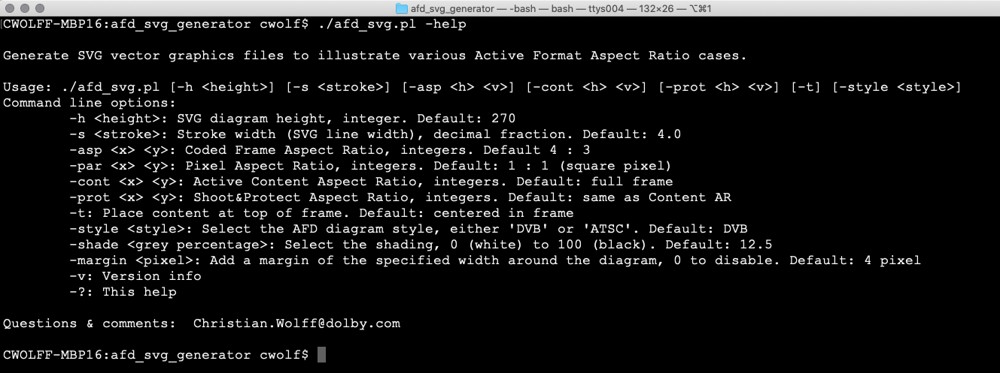 afd_svg_generator — -bash — bash — ttys004 — 132×26 — ⌥⌘1
CWOLFF-MBP16:afd_svg_generator cwolf$ ./afd_svg.pl -help
Generate SVG vector graphics files to illustrate various Active Format Aspect Ratio cases.
Usage: ./afd_svg.pl [-h <height>] [-s <stroke>] [-asp <h> <v>] [-cont <h> <v>] [-prot <h> <v>] [-t] [-style <style>]
Command line options:
-h <height>: SVG diagram height, integer. Default: 270
-s <stroke>: Stroke width (SVG line width), decimal fraction. Default: 4.0
-asp <x> <y>: Coded Frame Aspect Ratio, integers. Default 4 : 3
-par <x> <y>: Pixel Aspect Ratio, integers. Default: 1 : 1 (square pixel)
-cont <x> <y>: Active Content Aspect Ratio, integers. Default: full frame
-prot <x> <y>: Shoot&Protect Aspect Ratio, integers. Default: same as Content AR
-t: Place content at top of frame. Default: centered in frame
-style <style>: Select the AFD diagram style, either 'DVB' or 'ATSC'. Default: DVB
-shade <grey percentage>: Select the shading, 0 (white) to 100 (black). Default: 12.5
-margin <pixel>: Add a margin of the specified width around the diagram, 0 to disable. Default: 4 pixel
-v: Version info
-?: This help
Questions & comments:  Christian.Wolff@dolby.com
CWOLFF-MBP16:afd_svg_generator cwolf$